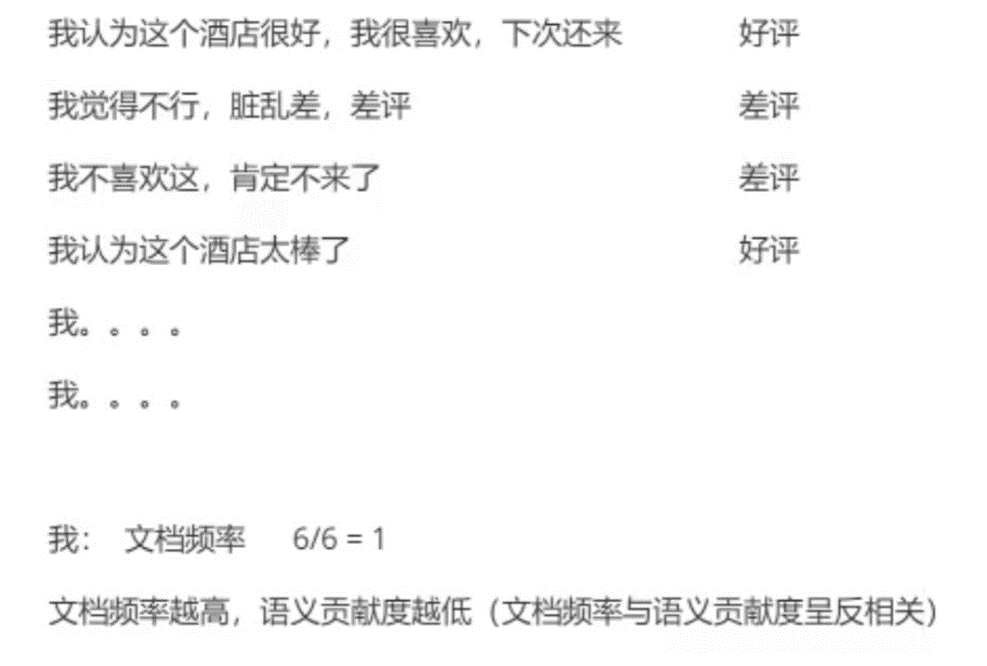 我认为这个酒店很好，我很喜欢，下次还来 好评
我觉得不行，脏乱差，差评 差评
我不喜欢这，肯定不来了 差评
我认为这个酒店太棒了 好评
我。。。。
我。。。。
我： 文档频率 6/6 = 1
文档频率越高，语义贡献度越低（文档频率与语义贡献度呈反相关）